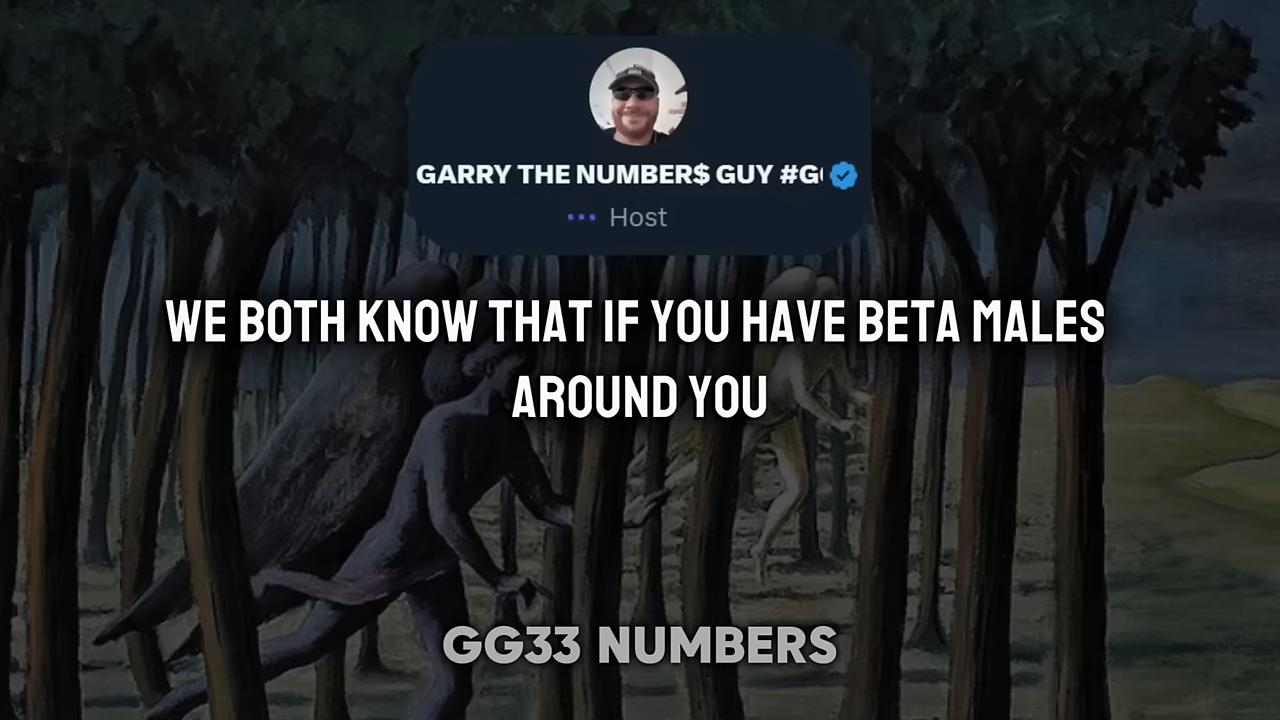 GARRY THE NUMBER$ GUY #G
Host
WE BOTH KNOW THAT IF YOU HAVE BETA MALES
AROUND YOU
GG33 NUMBERS